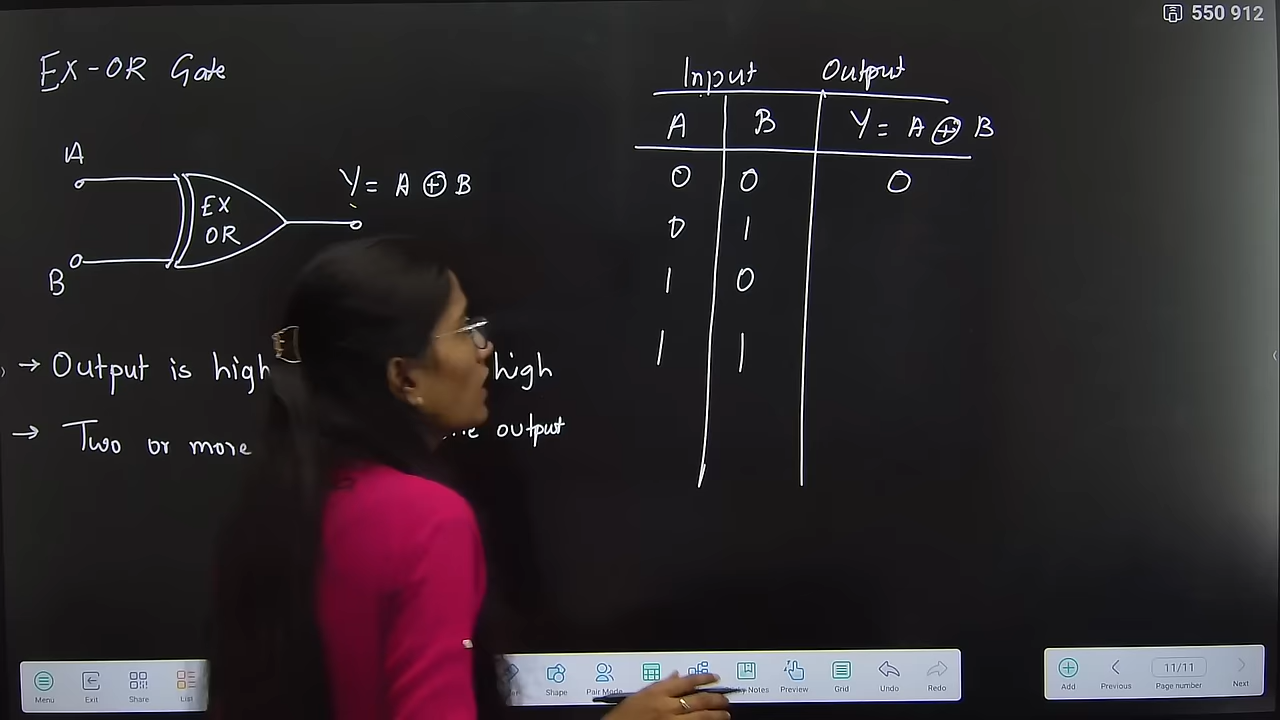 550 912
EX-OR Gate
Input Output
A B Y = A ⊕ B
0 0 0
0 1
1 0
1 1
A
B
EX
OR
Y = A ⊕ B
→ Output is high high
→ Two or more output
Menu Exit Share List Shape Pair Mode Notes Preview Grid Undo Redo
Add Previous 11/11 Page number Next